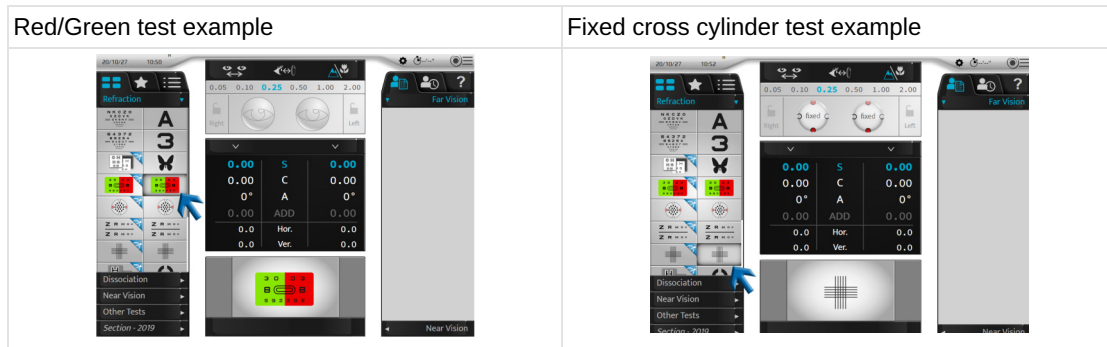 Red/Green test example
Fixed cross cylinder test example
20/10/27 10:50
Refraction
A
3
Dissociation
Near Vision
Other Tests
Section - 2019
0.05 0.10 0.25 0.50 1.00 2.00
Right Left
0.00 S 0.00
0.00 C 0.00
0° A 0°
0.00 ADD 0.00
0.0 Hor. 0.0
0.0 Ver. 0.0
?
Far Vision
Near Vision
20/10/27 10:52
Refraction
A
3
Dissociation
Near Vision
Other Tests
Section - 2019
0.05 0.10 0.25 0.50 1.00 2.00
Right fixed fixed Left
0.00 S 0.00
0.00 C 0.00
0° A 0°
0.00 ADD 0.00
0.0 Hor. 0.0
0.0 Ver. 0.0
?
Far Vision
Near Vision